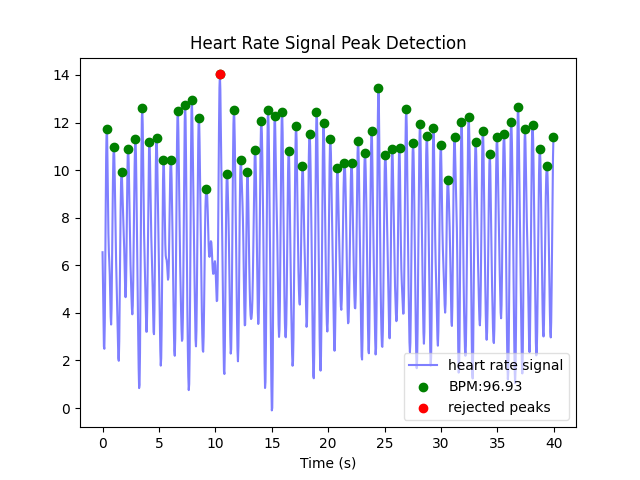 Heart Rate Signal Peak Detection
14
12
10
8
6
4
2
0
heart rate signal
BPM:96.93
rejected peaks
0 5 10 15 20 25 30 35 40
Time (s)